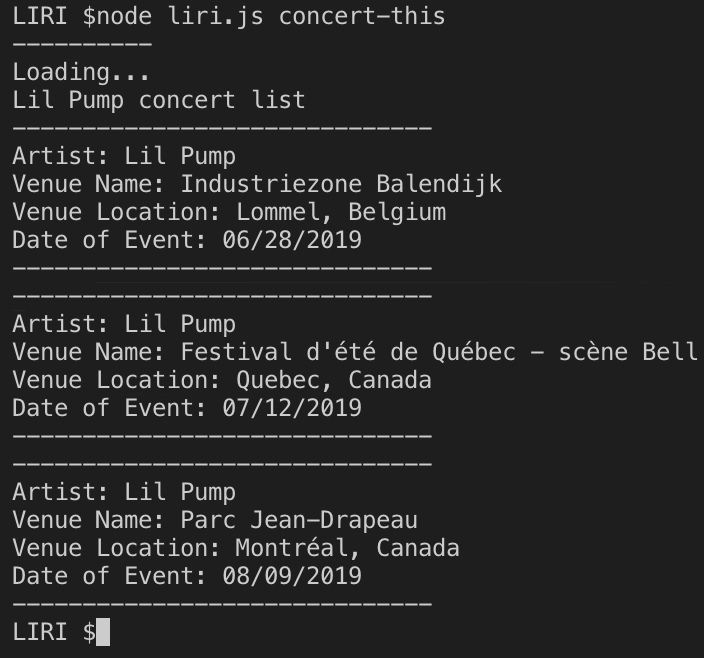 LIRI $node liri.js concert-this
----------
Loading...
Lil Pump concert list
------------------------------
Artist: Lil Pump
Venue Name: Industriezone Balendijk
Venue Location: Lommel, Belgium
Date of Event: 06/28/2019
------------------------------
------------------------------
Artist: Lil Pump
Venue Name: Festival d'été de Québec - scène Bell
Venue Location: Quebec, Canada
Date of Event: 07/12/2019
------------------------------
------------------------------
Artist: Lil Pump
Venue Name: Parc Jean-Drapeau
Venue Location: Montréal, Canada
Date of Event: 08/09/2019
------------------------------
LIRI $